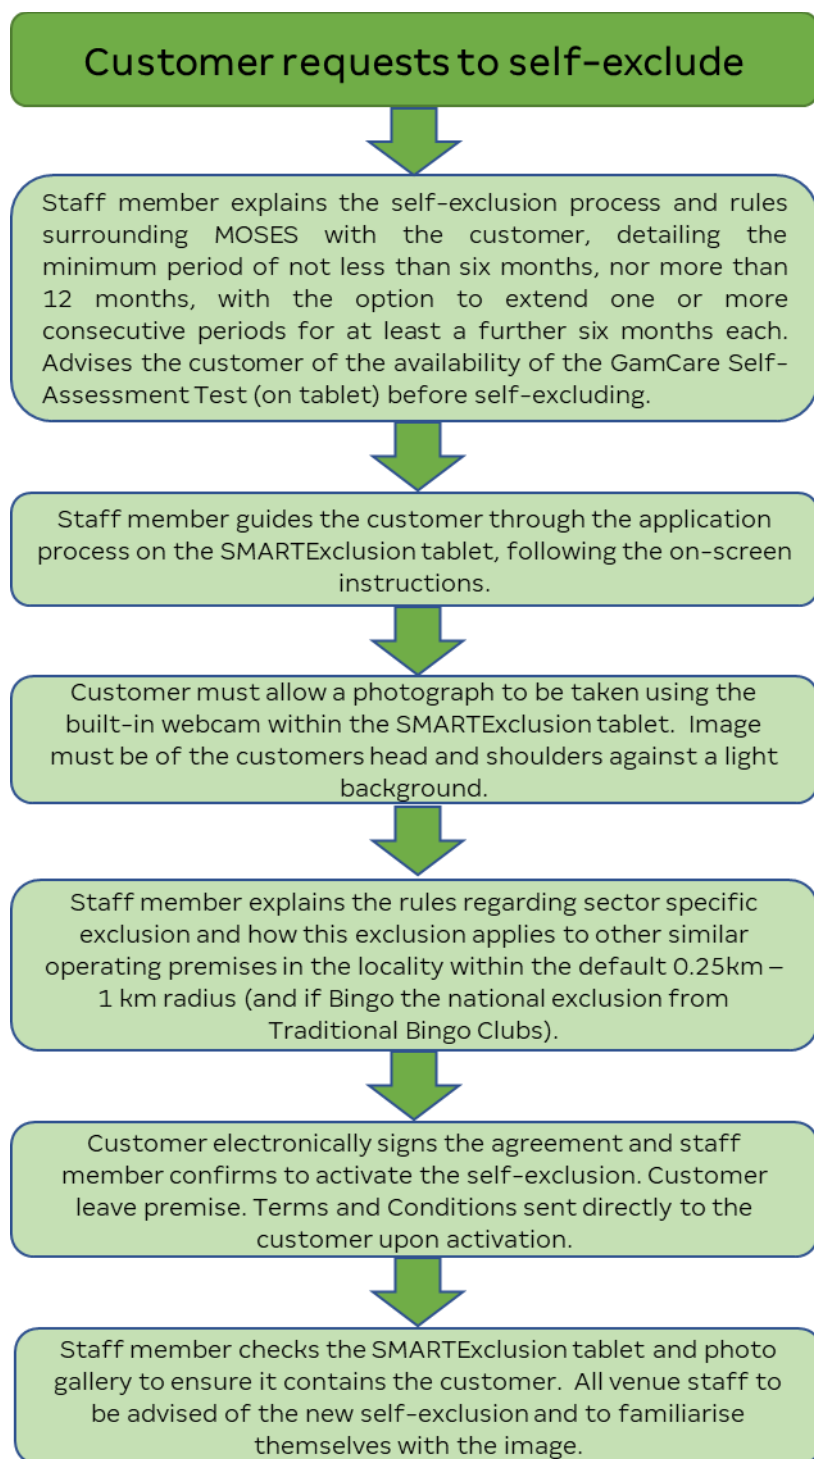 Customer requests to self-exclude
Staff member explains the self-exclusion process and rules
surrounding MOSES with the customer, detailing the
minimum period of not less than six months, nor more than
12 months, with the option to extend one or more
consecutive periods for at least a further six months each.
Advises the customer of the availability of the GamCare Self-
Assessment Test (on tablet) before self-excluding.
Staff member guides the customer through the application
process on the SMARTExclusion tablet, following the on-screen
instructions.
Customer must allow a photograph to be taken using the
built-in webcam within the SMARTExclusion tablet. Image
must be of the customers head and shoulders against a light
background.
Staff member explains the rules regarding sector specific
exclusion and how this exclusion applies to other similar
operating premises in the locality within the default 0.25km –
1 km radius (and if Bingo the national exclusion from
Traditional Bingo Clubs).
Customer electronically signs the agreement and staff
member confirms to activate the self-exclusion. Customer
leave premise. Terms and Conditions sent directly to the
customer upon activation.
Staff member checks the SMARTExclusion tablet and photo
gallery to ensure it contains the customer. All venue staff to
be advised of the new self-exclusion and to familiarise
themselves with the image.